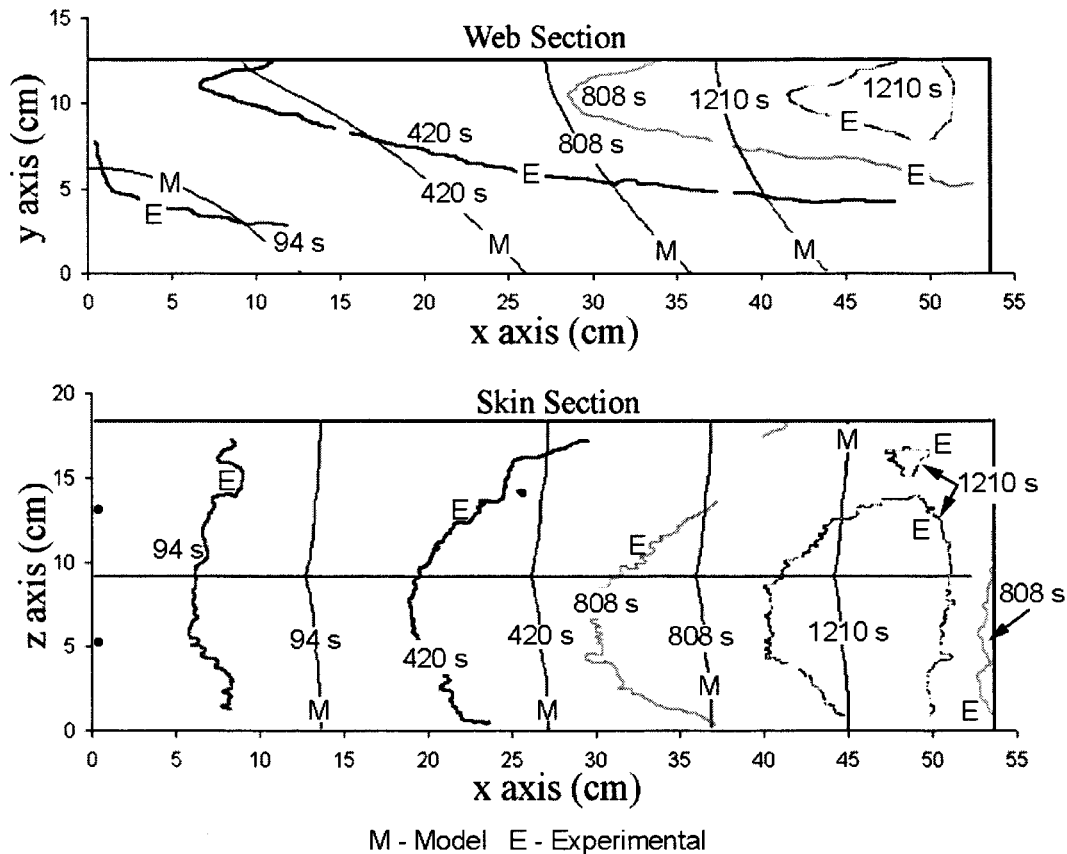 Web Section
15
10
5
0
y axis (cm)
808 s
1210 s
1210 s
E
420 s
808 s
M
E
E
420 s
E
94 s
M
M
M
0 5 10 15 20 25 30 35 40 45 50 55
x axis (cm)
Skin Section
20
15
10
5
0
z axis (cm)
M
E
E
1210 s
E
E
94 s
E
808 s
808 s
94 s
420 s
420 s
808 s
1210 s
M
M
M
E
0 5 10 15 20 25 30 35 40 45 50 55
x axis (cm)
M - Model E - Experimental